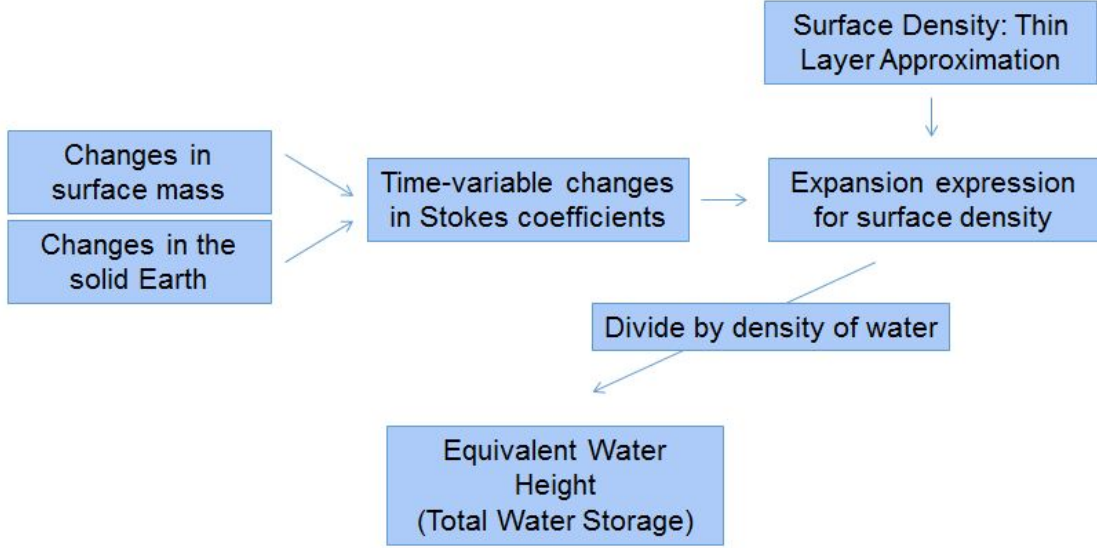 Surface Density: Thin
Layer Approximation
Changes in
surface mass
Changes in the
solid Earth
Time-variable changes
in Stokes coefficients
Expansion expression
for surface density
Divide by density of water
Equivalent Water
Height
(Total Water Storage)